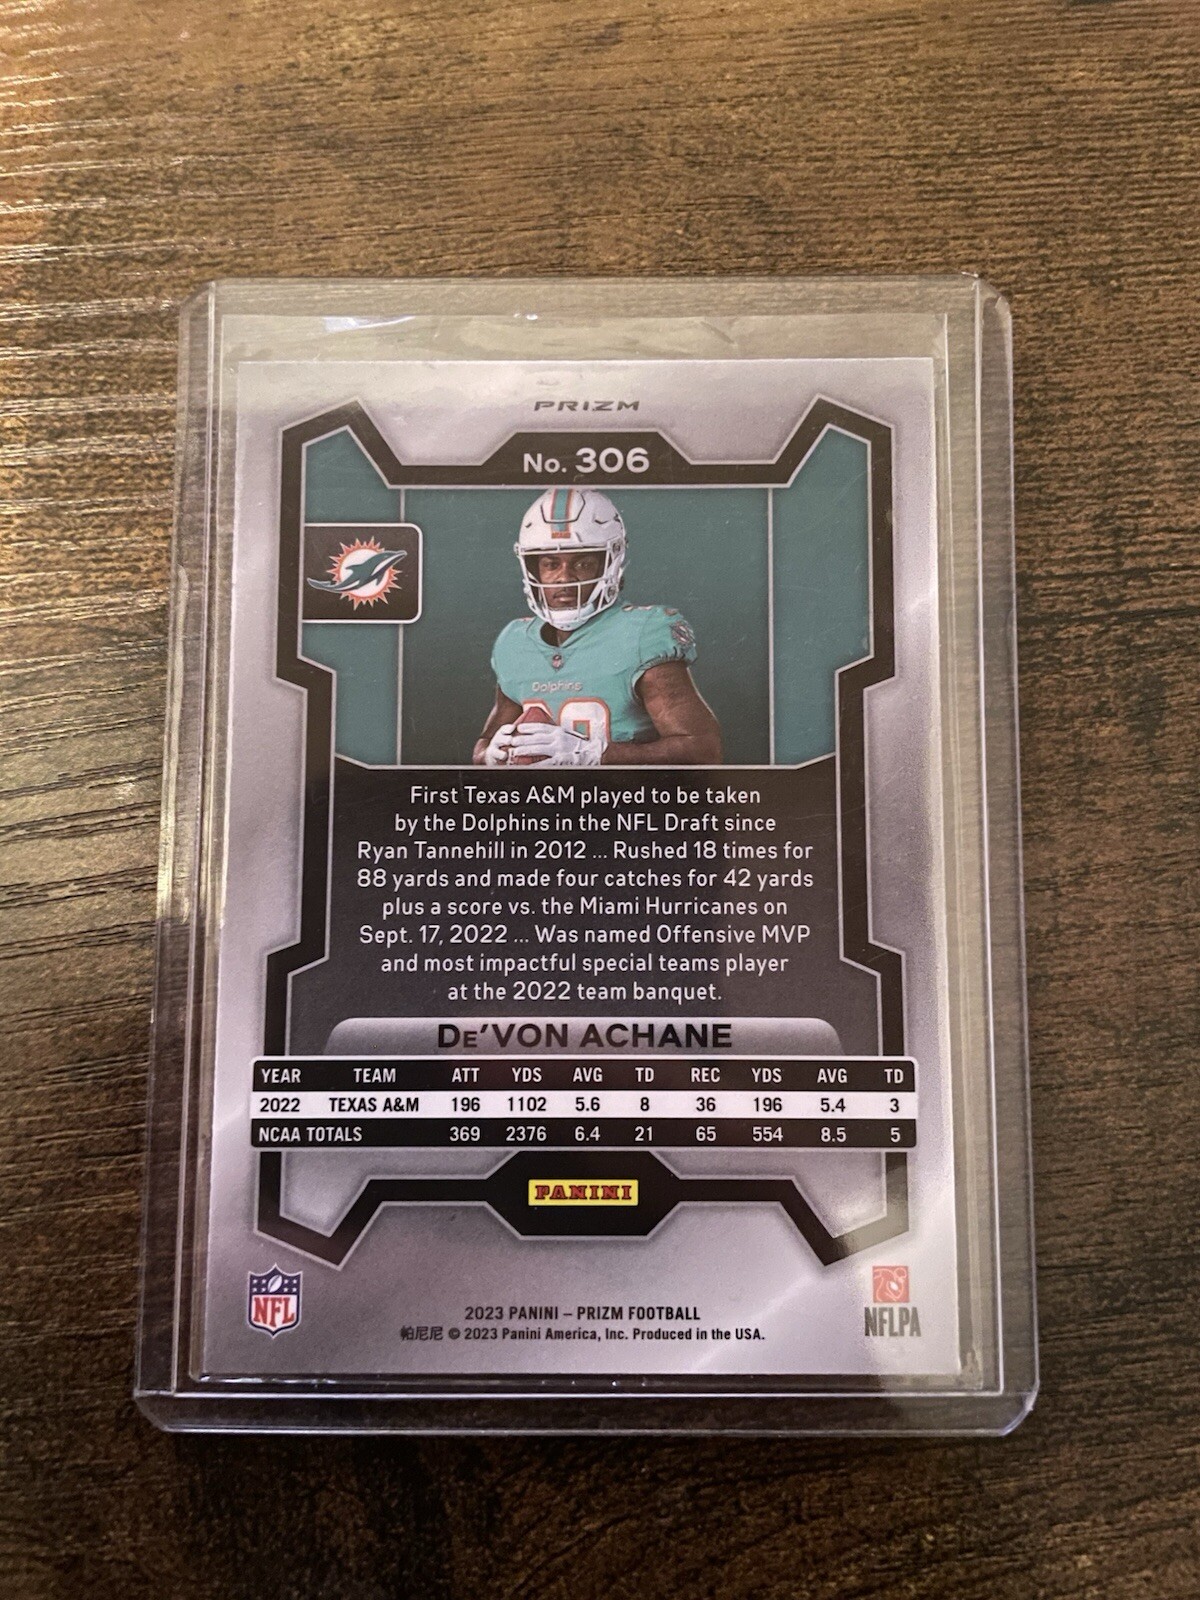 PRIZM
No. 306
Dolphins
First Texas A&M played to be taken
by the Dolphins in the NFL Draft since
Ryan Tannehill in 2012 ... Rushed 18 times for
88 yards and made four catches for 42 yards
plus a score vs. the Miami Hurricanes on
Sept. 17, 2022 ... Was named Offensive MVP
and most impactful special teams player
at the 2022 team banquet.
De'VON ACHANE
YEAR TEAM ATT YDS AVG TD REC YDS AVG TD
2022 TEXAS A&M 196 1102 5.6 8 36 196 5.4 3
NCAA TOTALS 369 2376 6.4 21 65 554 8.5 5
PANINI
NFL
NFLPA
2023 PANINI – PRIZM FOOTBALL
帕尼尼 © 2023 Panini America, Inc. Produced in the USA.